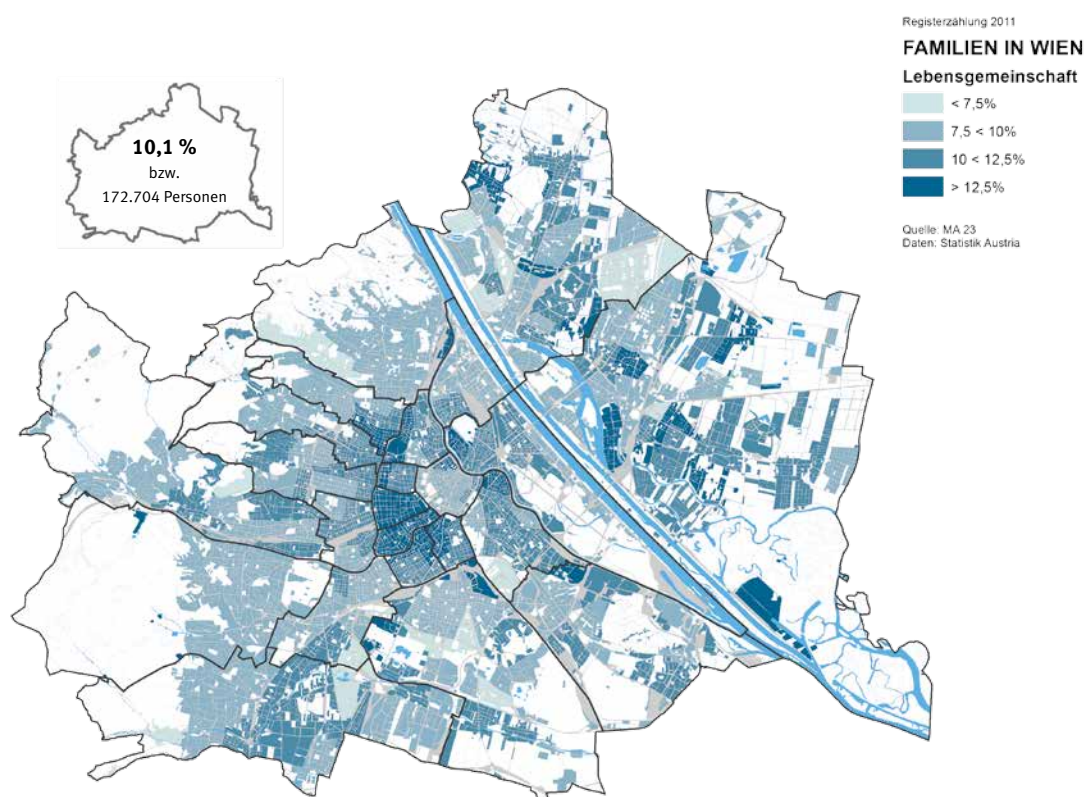 Registerzählung 2011
FAMILIEN IN WIEN
Lebensgemeinschaft
< 7,5%
7,5 < 10%
10 < 12,5%
> 12,5%
Quelle: MA 23
Daten: Statistik Austria
10,1 %
bzw.
172.704 Personen